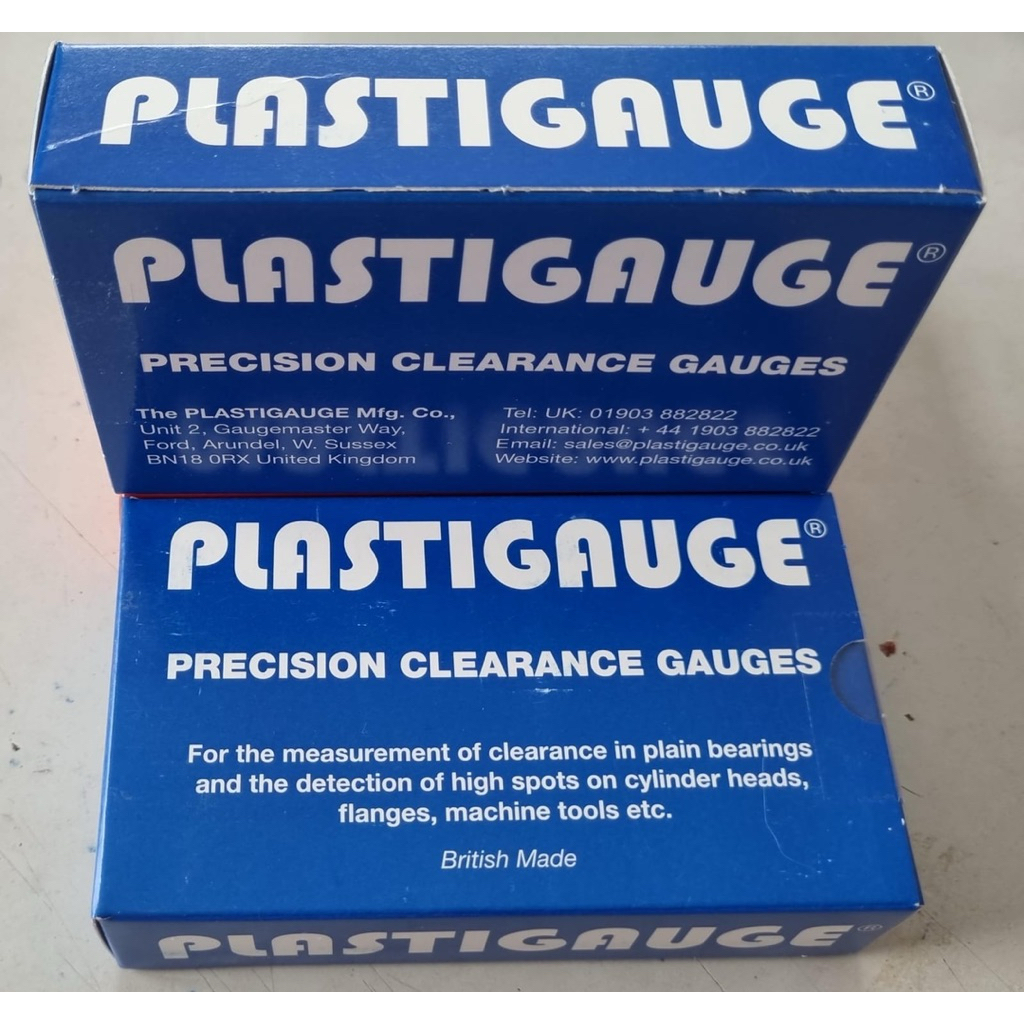 PLASTIGAUGE®
PLASTIGAUGE®
PRECISION CLEARANCE GAUGES
The PLASTIGAUGE Mfg. Co.,
Unit 2, Gaugemaster Way,
Ford, Arundel, W. Sussex
BN18 0RX United Kingdom
Tel: UK: 01903 882822
International: + 44 1903 882822
Email: sales@plastigauge.co.uk
Website: www.plastigauge.co.uk
PLASTIGAUGE®
PRECISION CLEARANCE GAUGES
For the measurement of clearance in plain bearings
and the detection of high spots on cylinder heads,
flanges, machine tools etc.
British Made
PLASTIGAUGE®